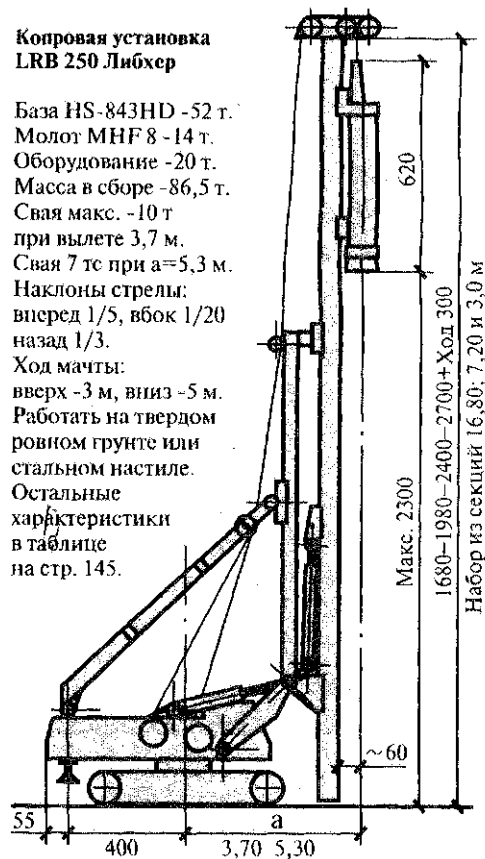 Копровая установка
LRB 250 Либхер
База HS-843HD -52 т.
Молот MHF 8 -14 т.
Оборудование -20 т.
Масса в сборе -86,5 т.
Свая макс. -10 т
при вылете 3,7 м.
Свая 7 тс при а=5,3 м.
Наклоны стрелы:
вперед 1/5, вбок 1/20
назад 1/3.
Ход мачты:
вверх -3 м, вниз -5 м.
Работать на твердом
ровном грунте или
стальном настиле.
Остальные
характеристики
в таблице
на стр. 145.
620
Макс. 2300
1680–1980–2400–2700+Ход 300
Набор из секций 16,80; 7,20 и 3,0 м
~60
55
400
а
3,70 5,30